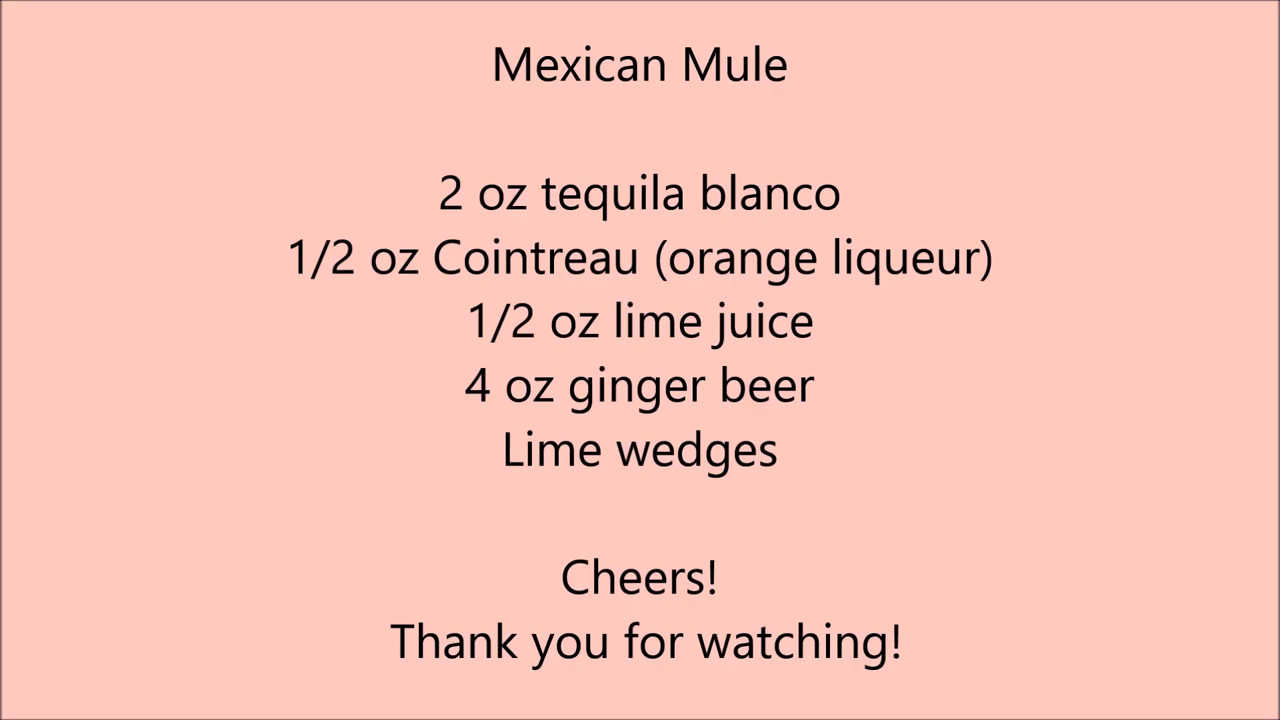 Mexican Mule
2 oz tequila blanco
1/2 oz Cointreau (orange liqueur)
1/2 oz lime juice
4 oz ginger beer
Lime wedges
Cheers!
Thank you for watching!